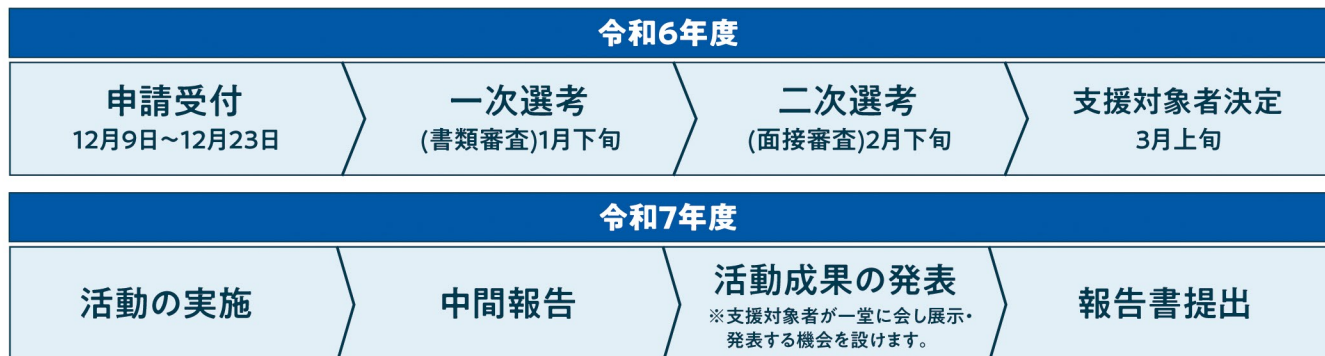 令和6年度
申請受付
12月9日~12月23日
一次選考
(書類審査)1月下旬
二次選考
(面接審査)2月下旬
支援対象者決定
3月上旬
令和7年度
活動の実施
中間報告
活動成果の発表
※支援対象者が一堂に会し展示・
発表する機会を設けます。
報告書提出